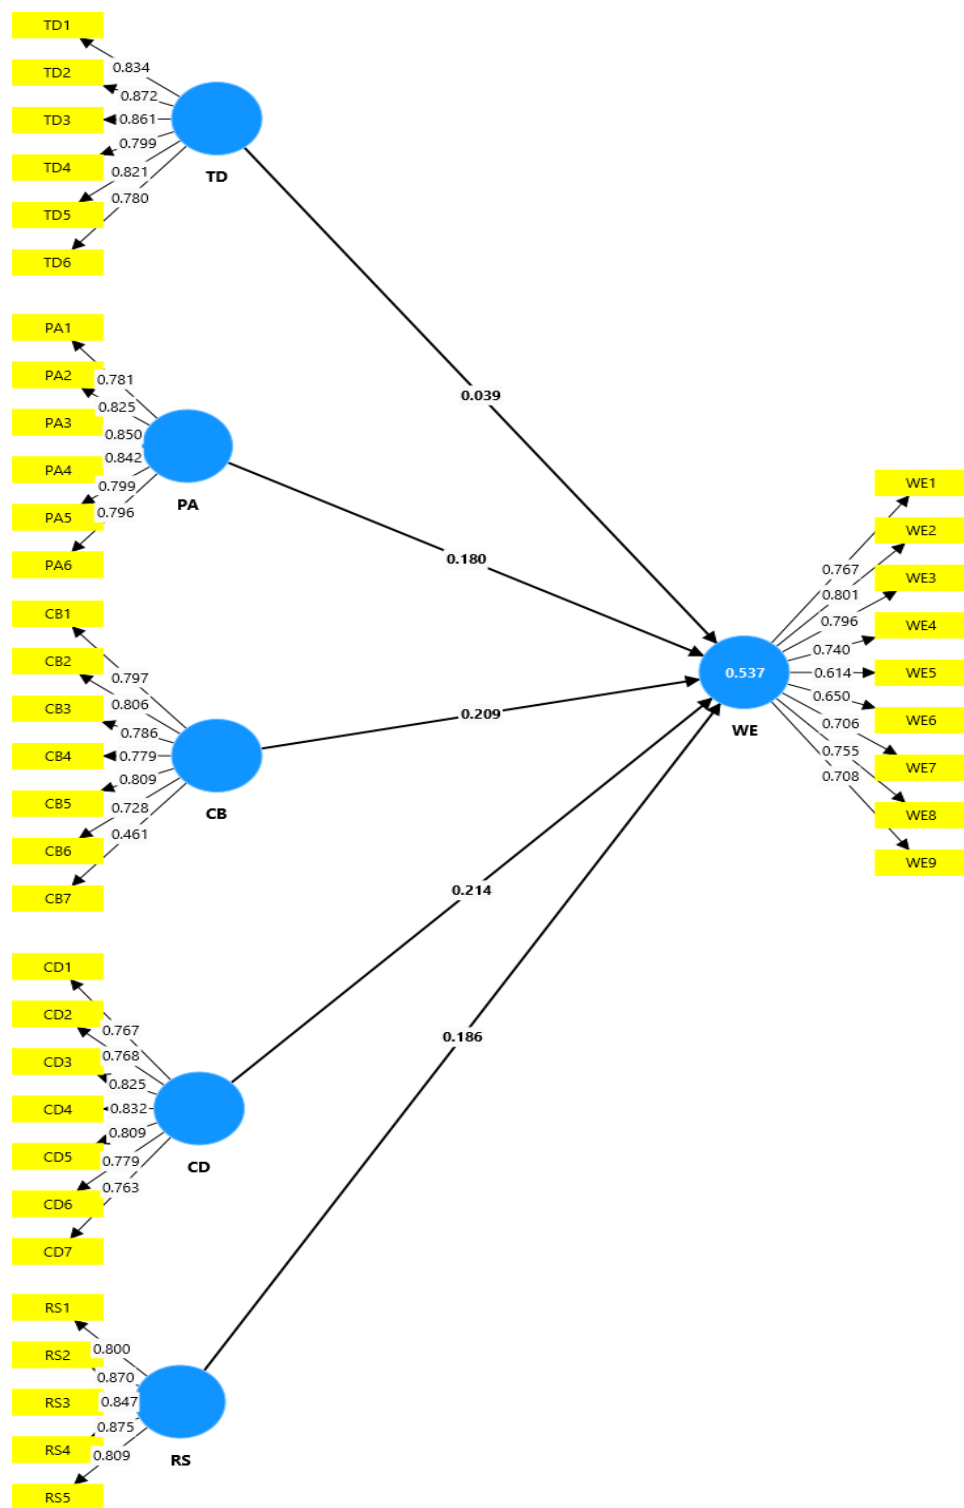 TD1
TD2
TD3
TD4
TD5
TD6
0.834
0.872
0.861
0.799
0.821
0.780
TD
PA1
PA2
PA3
PA4
PA5
PA6
0.781
0.825
0.850
0.842
0.799
0.796
PA
CB1
CB2
CB3
CB4
CB5
CB6
CB7
0.797
0.806
0.786
0.779
0.809
0.728
0.461
CB
CD1
CD2
CD3
CD4
CD5
CD6
CD7
0.767
0.768
0.825
0.832
0.809
0.779
0.763
CD
RS1
RS2
RS3
RS4
RS5
0.800
0.870
0.847
0.875
0.809
RS
0.039
0.180
0.209
0.214
0.186
0.537
WE
0.767
0.801
0.796
0.740
0.614
0.650
0.706
0.755
0.708
WE1
WE2
WE3
WE4
WE5
WE6
WE7
WE8
WE9